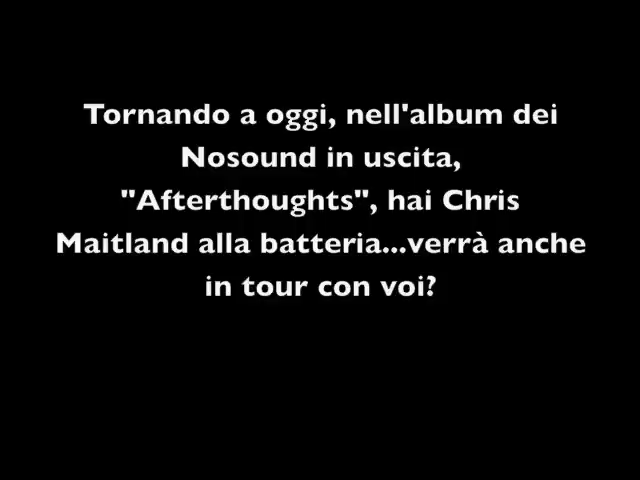 Tornando a oggi, nell'album dei
Nosound in uscita,
"Afterthoughts", hai Chris
Maitland alla batteria...verrà anche
in tour con voi?